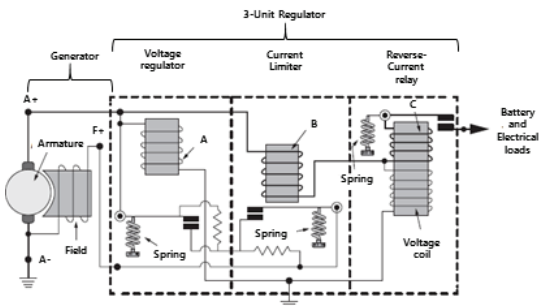 3-Unit Regulator
Generator
Voltage
regulator
Current
Limiter
Reverse-
Current
relay
A+
F+
Armature
A
B
C
Battery
and
Electrical
loads
Spring
Spring
Spring
Field
A-
Voltage
coil